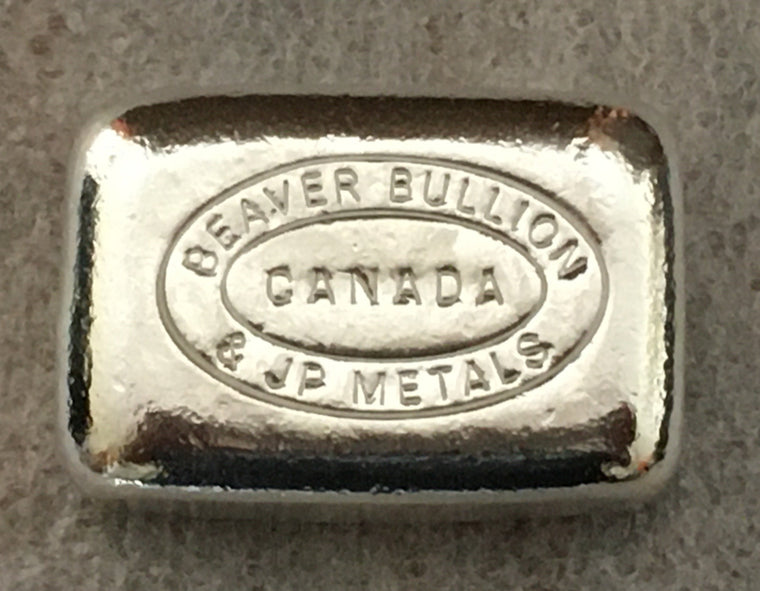 BEAVER BULLION
CANADA
& JP METALS